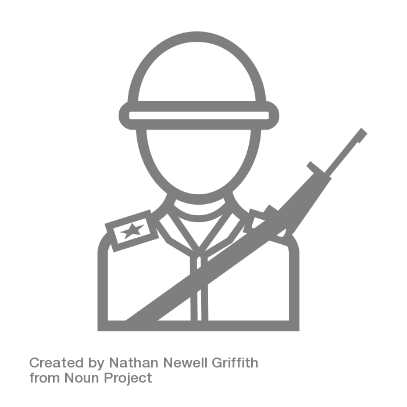 Created by Nathan Newell Griffith
from Noun Project